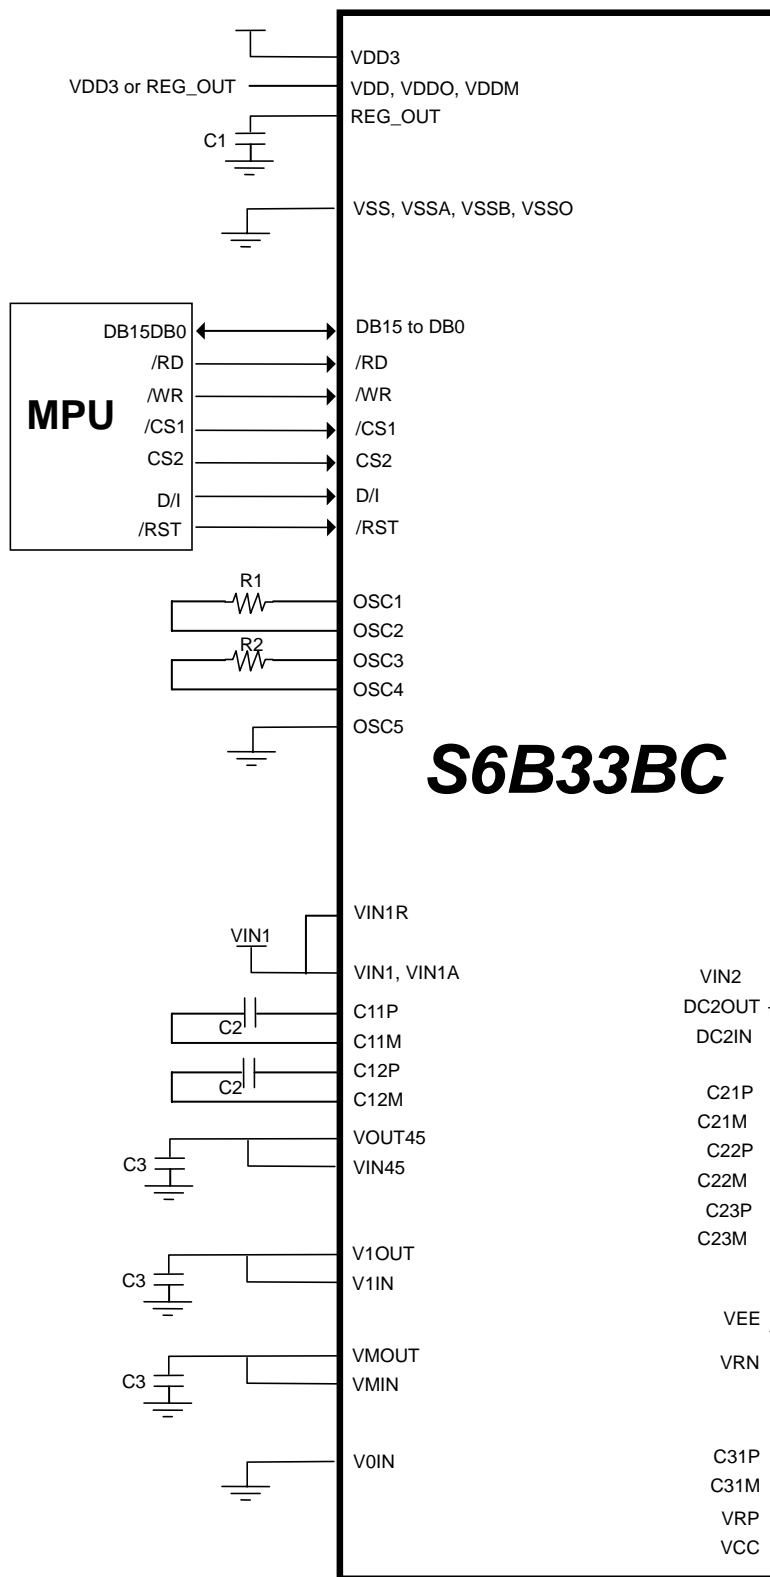 VDD3
VDD3 or REG_OUT
VDD, VDDO, VDDM
REG_OUT
C1
VSS, VSSA, VSSB, VSSO
MPU
DB15DB0
/RD
/WR
/CS1
CS2
D/I
/RST
DB15 to DB0
/RD
/WR
/CS1
CS2
D/I
/RST
R1
OSC1
OSC2
R2
OSC3
OSC4
OSC5
S6B33BC
VIN1R
VIN1
VIN1, VIN1A
C2
C11P
C11M
C2
C12P
C12M
VOUT45
C3
VIN45
V1OUT
C3
V1IN
VMOUT
C3
VMIN
V0IN
VIN2
DC2OUT
DC2IN
C21P
C21M
C22P
C22M
C23P
C23M
VEE
VRN
C31P
C31M
VRP
VCC